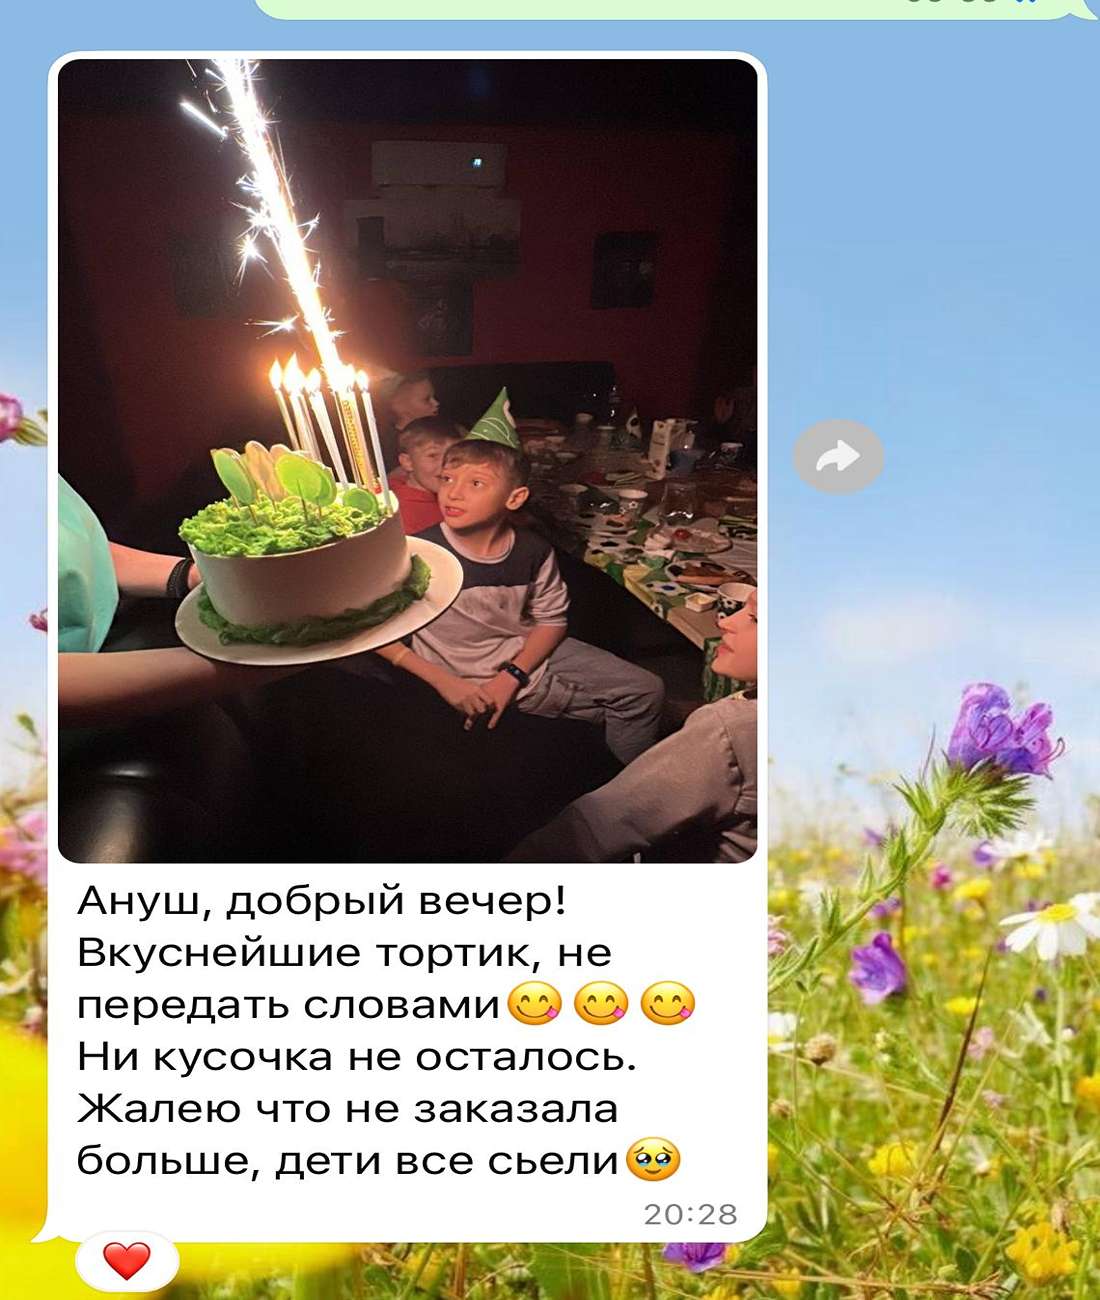 Ануш, добрый вечер!
Вкуснейшие тортик, не
передать словами😋😋😋
Ни кусочка не осталось.
Жалею что не заказала
больше, дети все сьели🥹
20:28